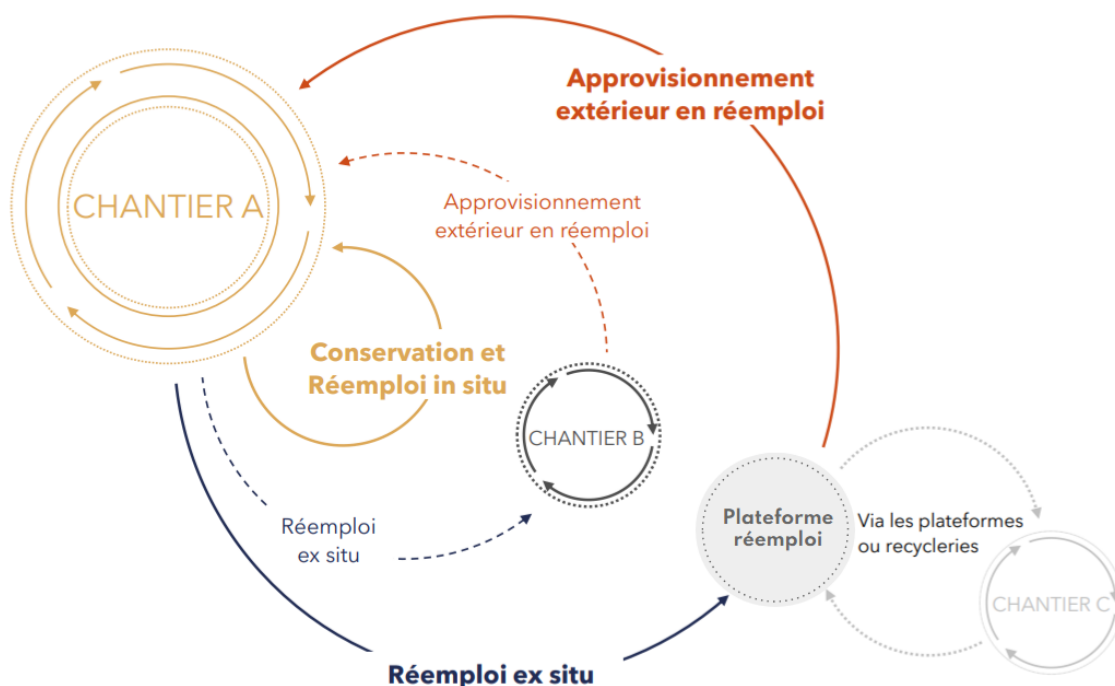 Approvisionnement
extérieur en réemploi
CHANTIER A
Approvisionnement
extérieur en réemploi
Conservation et
Réemploi in situ
CHANTIER B
Réemploi
ex situ
Plateforme
réemploi
Via les plateformes
ou recycleries
CHANTIER C
Réemploi ex situ